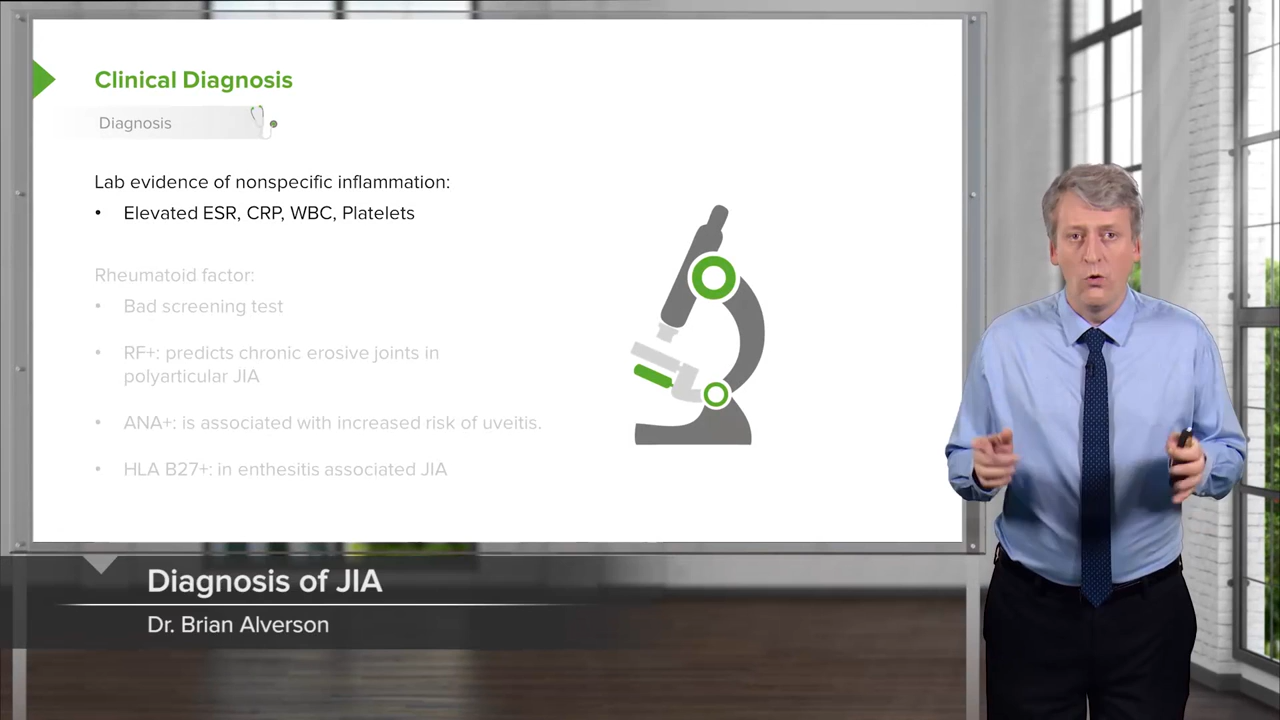 Clinical Diagnosis
Diagnosis
Lab evidence of nonspecific inflammation:
• Elevated ESR, CRP, WBC, Platelets
Rheumatoid factor:
• Bad screening test
• RF+: predicts chronic erosive joints in
polyarticular JIA
• ANA+: is associated with increased risk of uveitis.
• HLA B27+: in enthesitis associated JIA
Diagnosis of JIA
Dr. Brian Alverson